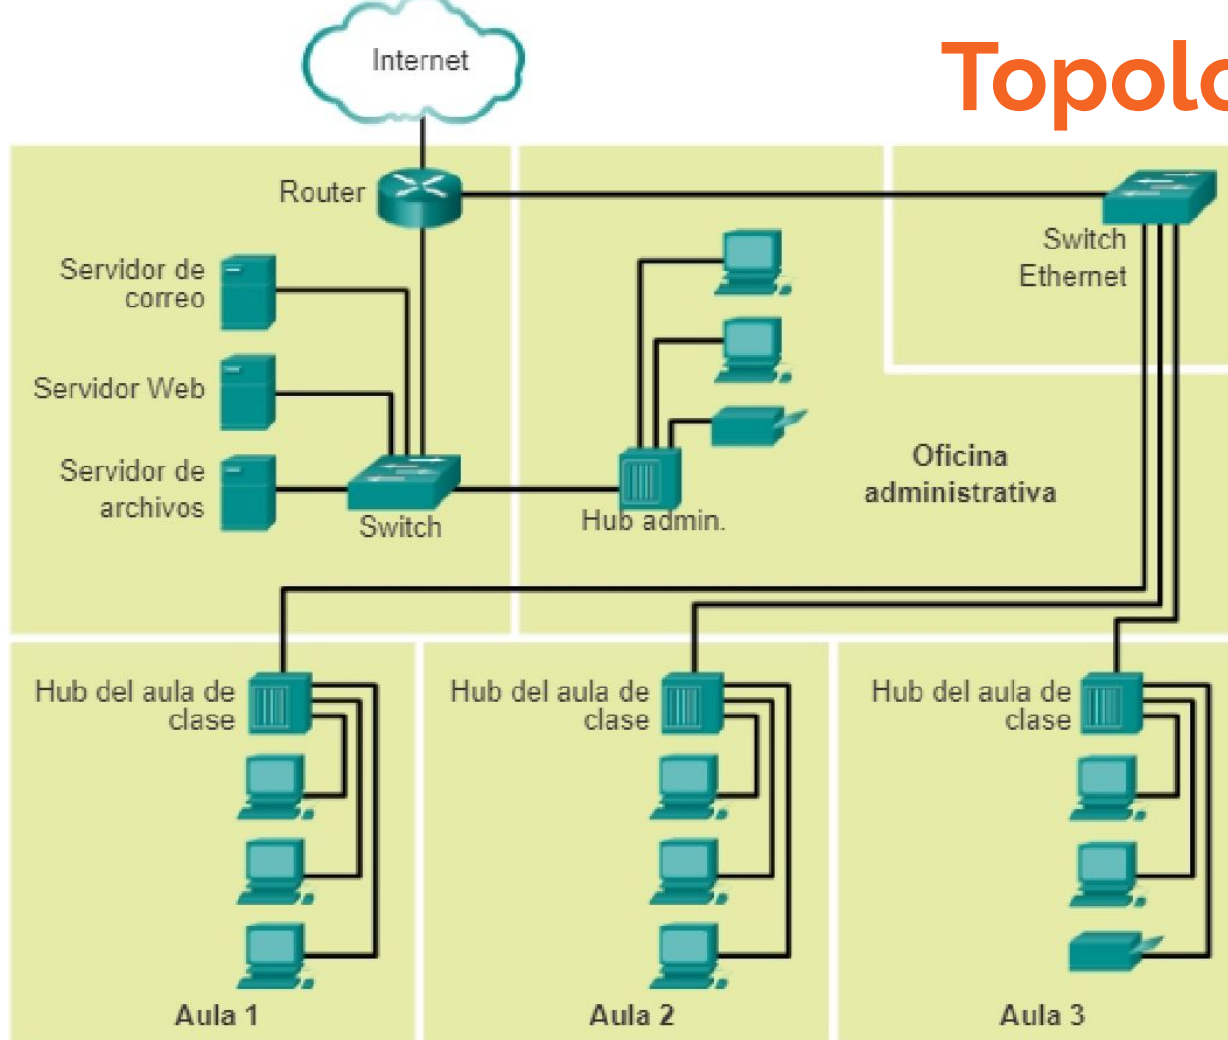 Internet
Topolo
Router
Servidor de
correo
Servidor Web
Servidor de
archivos
Switch
Hub admin.
Switch
Ethernet
Oficina
administrativa
Hub del aula de
clase
Aula 1
Hub del aula de
clase
Aula 2
Hub del aula de
clase
Aula 3